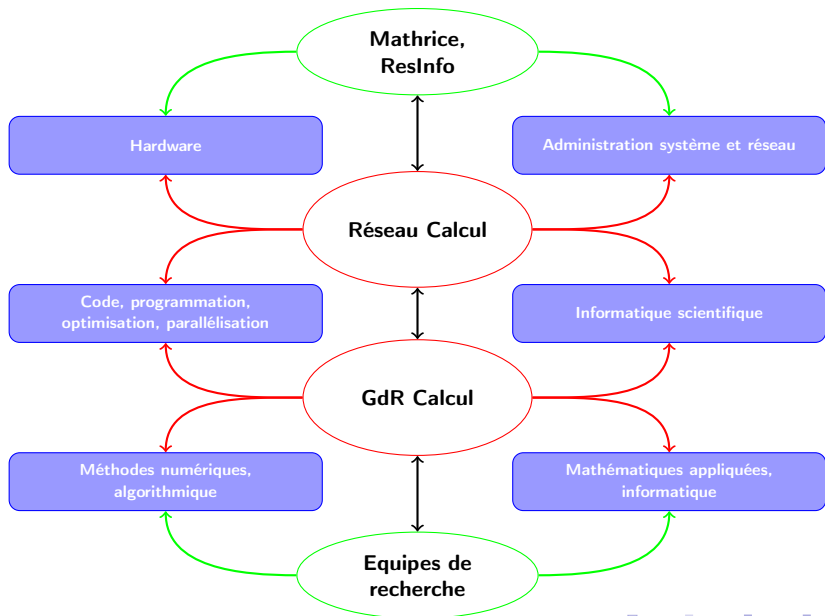 Mathrice,
ResInfo
Hardware
Administration système et réseau
Réseau Calcul
Code, programmation,
optimisation, parallélisation
Informatique scientifique
GdR Calcul
Méthodes numériques,
algorithmique
Mathématiques appliquées,
informatique
Equipes de
recherche